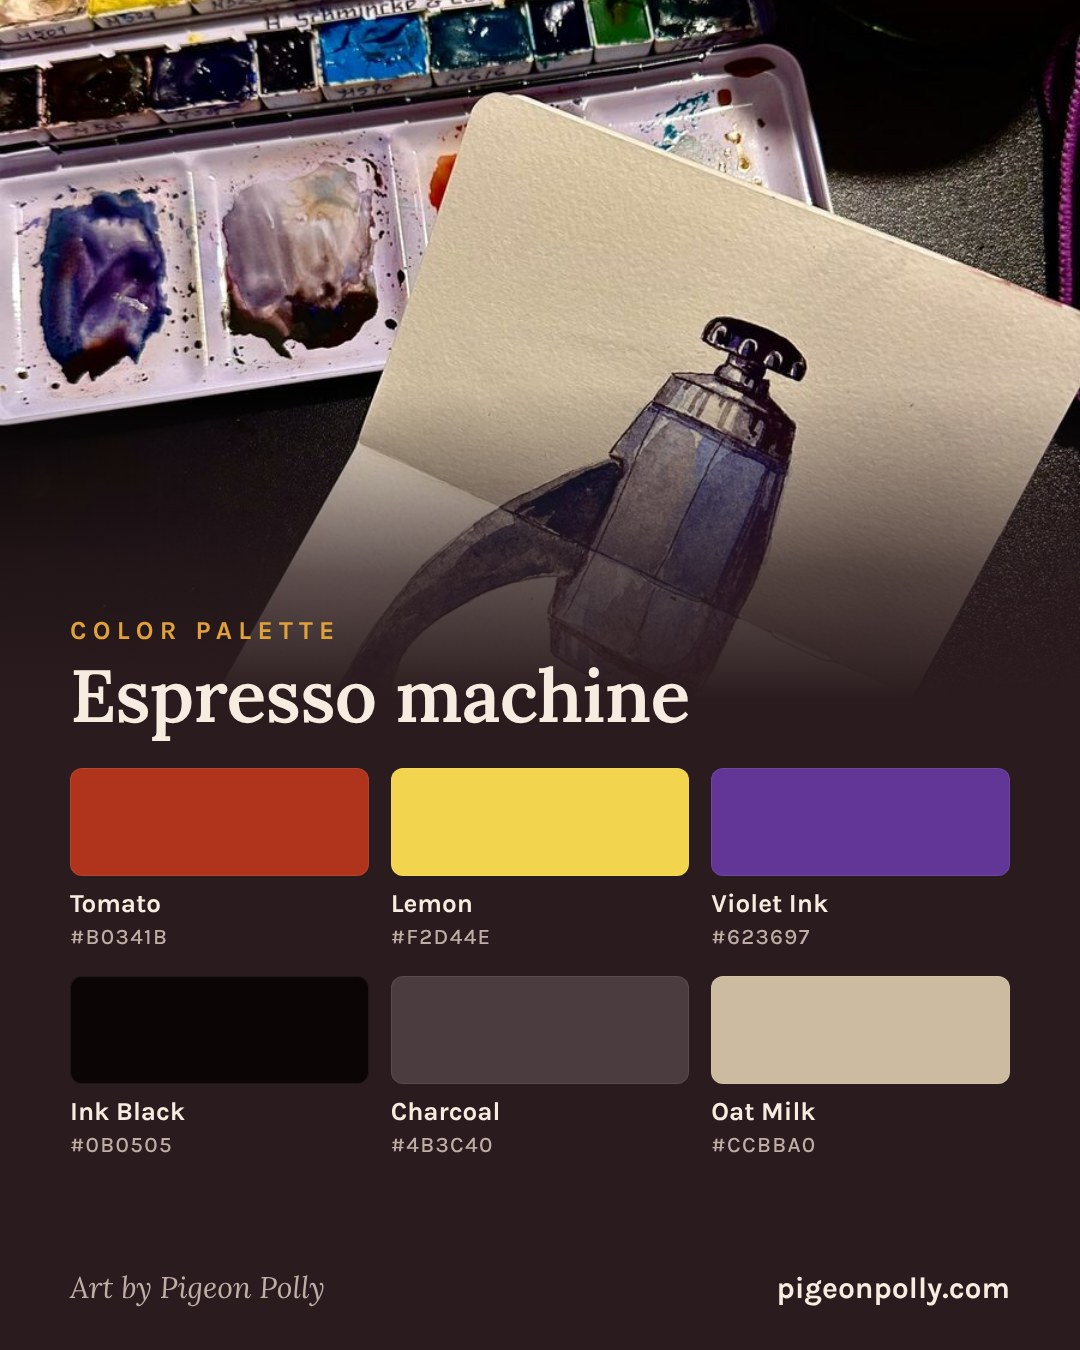 H Schmincke &
COLOR PALETTE
Espresso machine
Tomato
#B0341B
Lemon
#F2D44E
Violet Ink
#623697
Ink Black
#0B0505
Charcoal
#4B3C40
Oat Milk
#CCBBA0
Art by Pigeon Polly
pigeonpolly.com